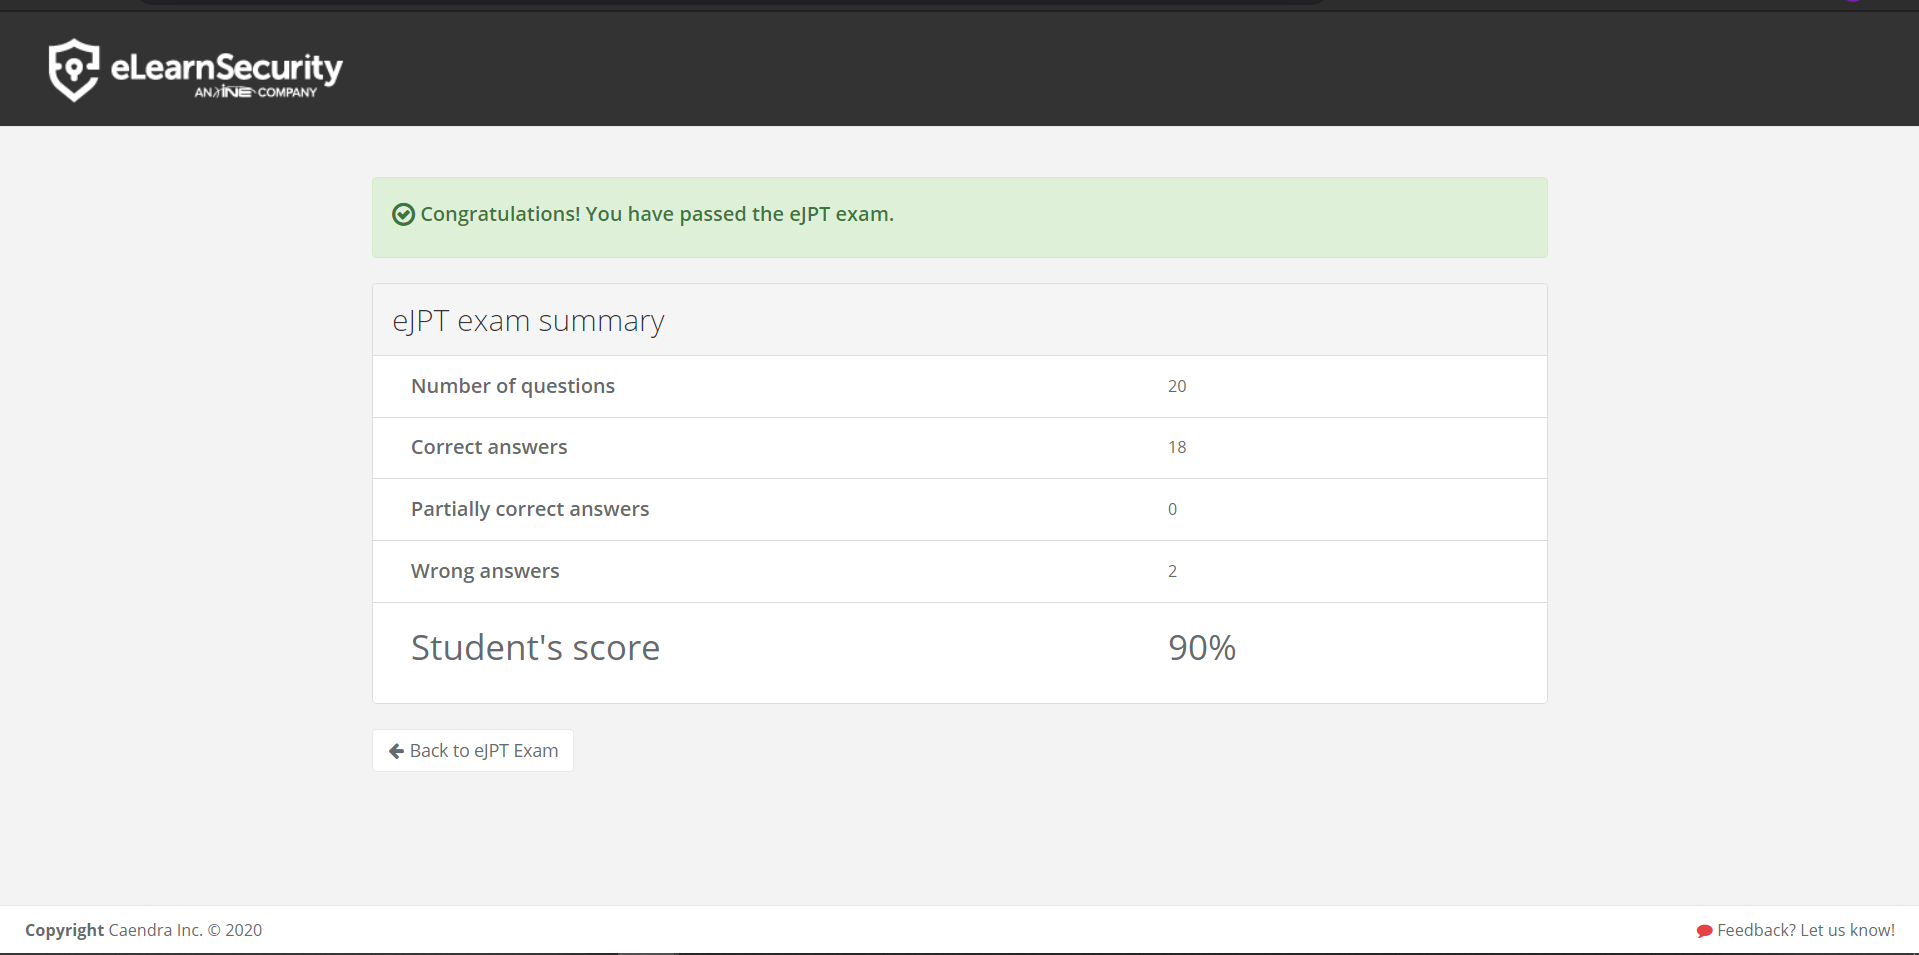 eLearnSecurity
AN INE COMPANY
Congratulations! You have passed the eJPT exam.
eJPT exam summary
Number of questions 20
Correct answers 18
Partially correct answers 0
Wrong answers 2
Student's score 90%
Back to eJPT Exam
Copyright Caendra Inc. © 2020 Feedback? Let us know!